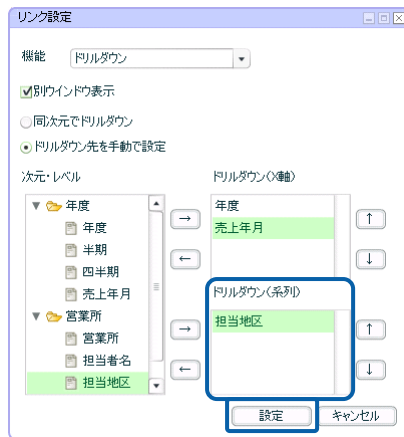 リンク設定
機能 ドリルダウン
別ウインドウ表示
同次元でドリルダウン
ドリルダウン先を手動で設定
次元・レベル
年度
年度
半期
四半期
売上年月
営業所
営業所
担当者名
担当地区
→
←
→
←
ドリルダウン(X軸)
年度
売上年月
↑
↓
ドリルダウン(系列)
担当地区
↑
↓
設定 キャンセル